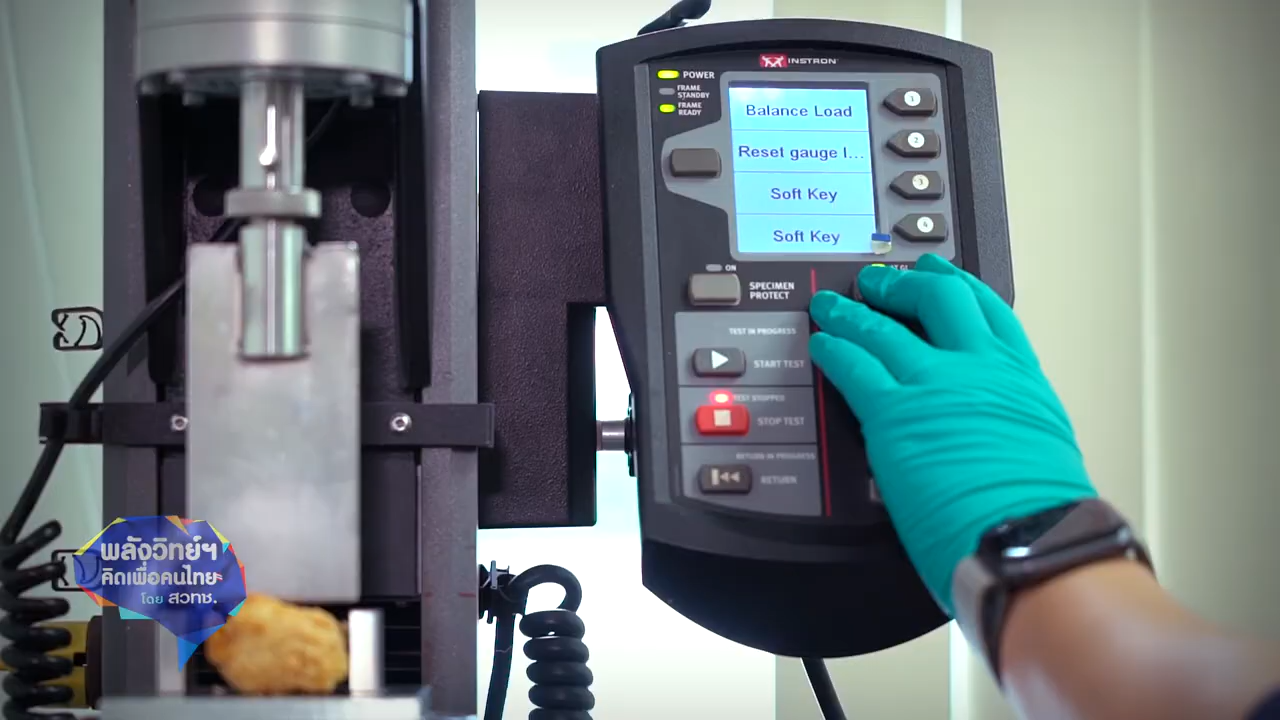 INSTRON
POWER
FRAME
STANDBY
FRAME
READY
Balance Load
Reset gauge l...
Soft Key
Soft Key
1
2
3
4
ON
SPECIMEN
PROTECT
TEST IN PROGRESS
START TEST
TEST STOPPED
STOP TEST
RETURN IN PROGRESS
RETURN
พลังวิทย์ฯ
คิดเพื่อคนไทย
โดย สวทช.